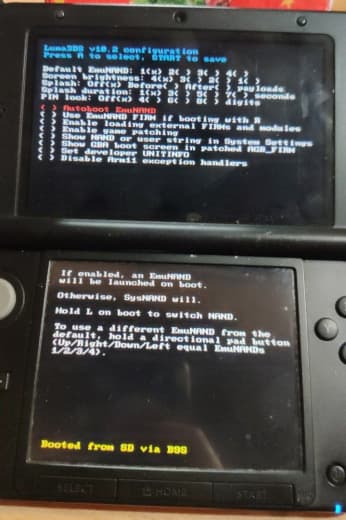 Luma3DS v10.2 configuration
Press A to select, START to save
Default EmuNAND: 1(x) 2( ) 3( ) 4( )
Screen brightness: 4(x) 3( ) 2( ) 1( )
Splash: Off(x) Before( ) After( ) payloads
Splash duration: 1(x) 3( ) 5( ) 7( ) seconds
PIN lock: Off(x) 4( ) 6( ) 8( ) digits
( ) Autoboot EmuNAND
( ) Use EmuNAND FIRM if booting with R
( ) Enable loading external FIRMs and modules
( ) Enable game patching
( ) Show NAND or user string in System Settings
( ) Show GBA boot screen in patched AGB_FIRM
( ) Set developer UNITINFO
( ) Disable Arm11 exception handlers
If enabled, an EmuNAND
will be launched on boot.
Otherwise, SysNAND will.
Hold L on boot to switch NAND.
To use a different EmuNAND from the
default, hold a directional pad button
(Up/Right/Down/Left equal EmuNANDs
1/2/3/4).
Booted from SD via B9S
SELECT HOME START